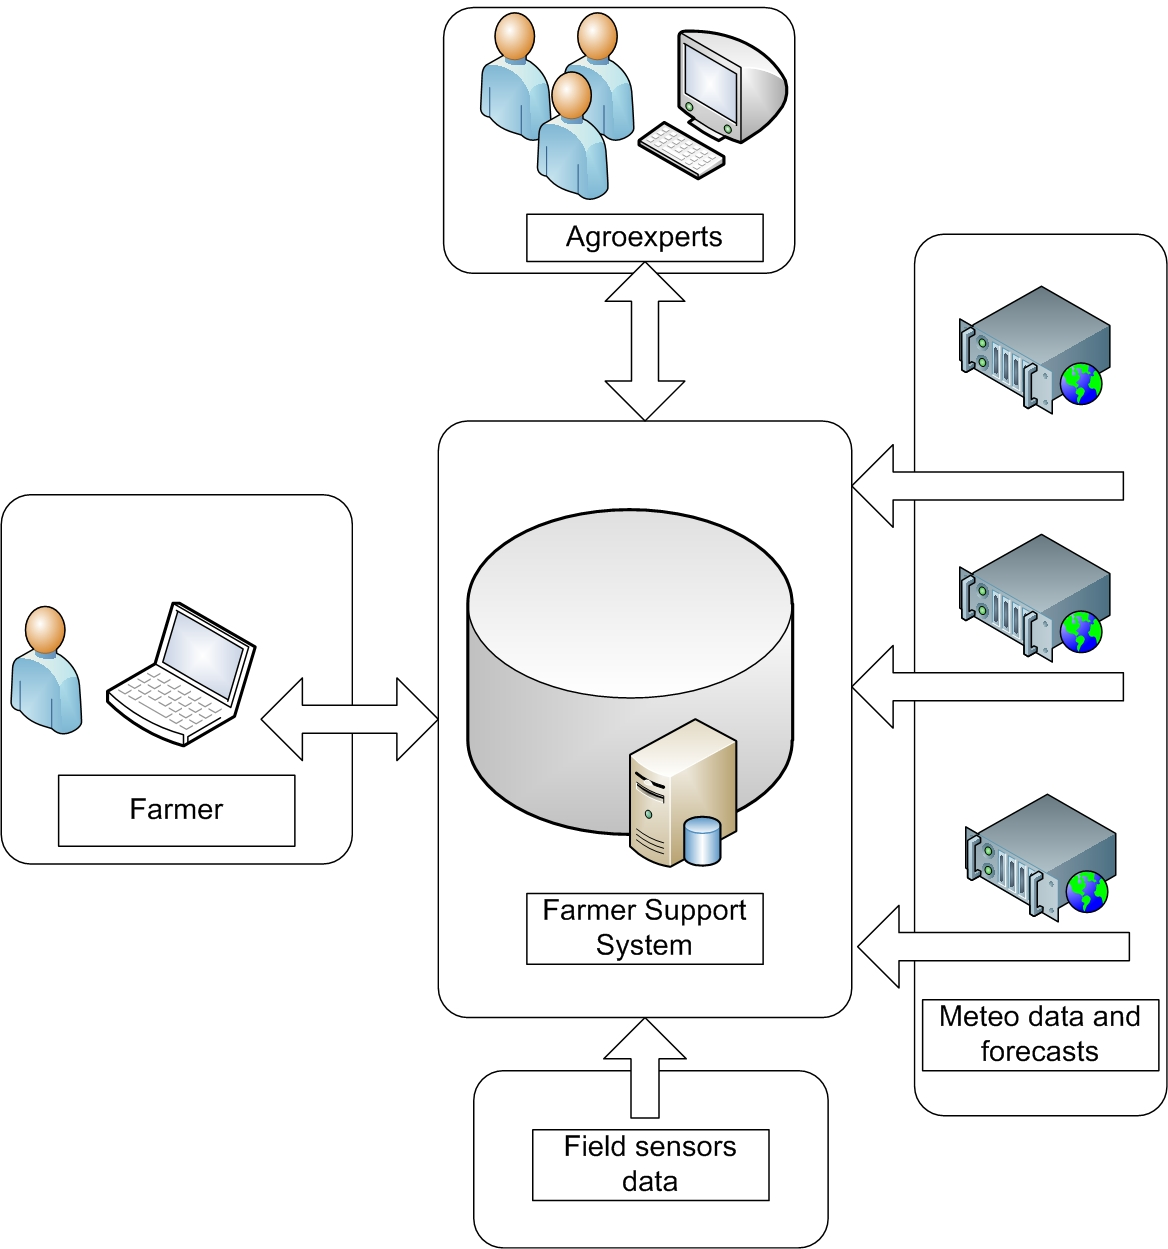 Agroexperts
Farmer
Farmer Support
System
Meteo data and
forecasts
Field sensors
data